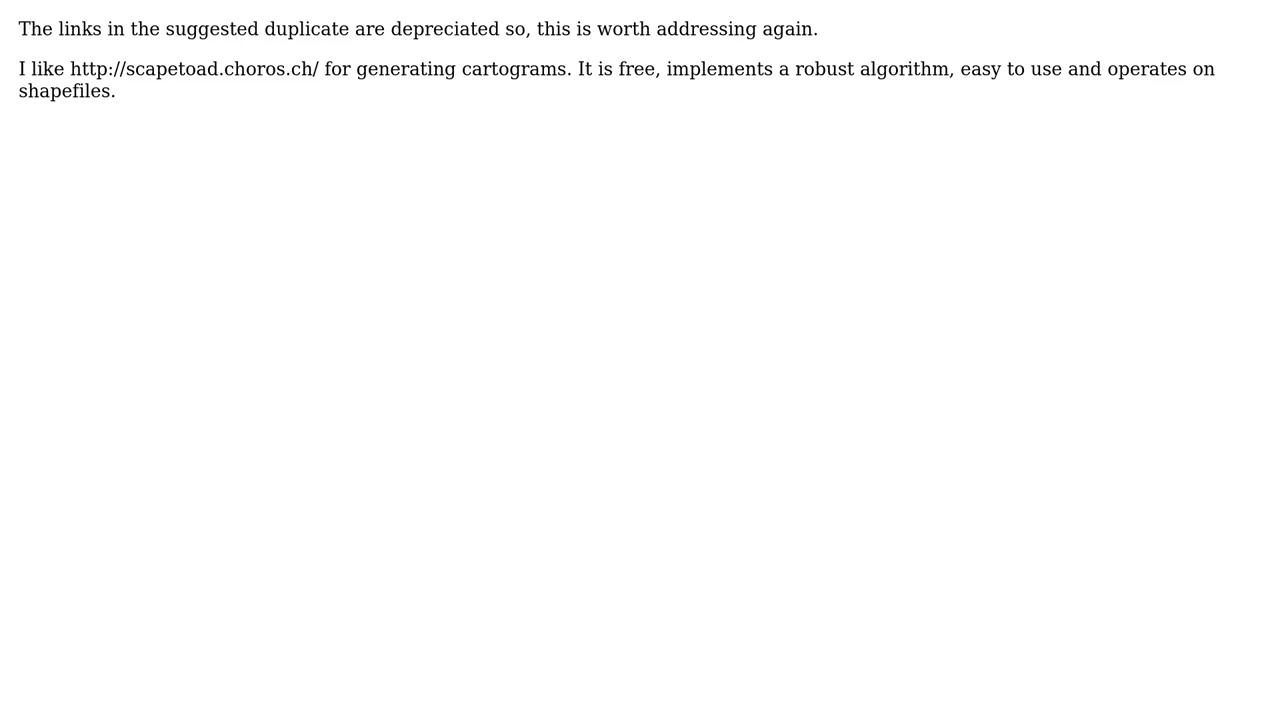 The links in the suggested duplicate are depreciated so, this is worth addressing again.
I like http://scapetoad.choros.ch/ for generating cartograms. It is free, implements a robust algorithm, easy to use and operates on
shapefiles.